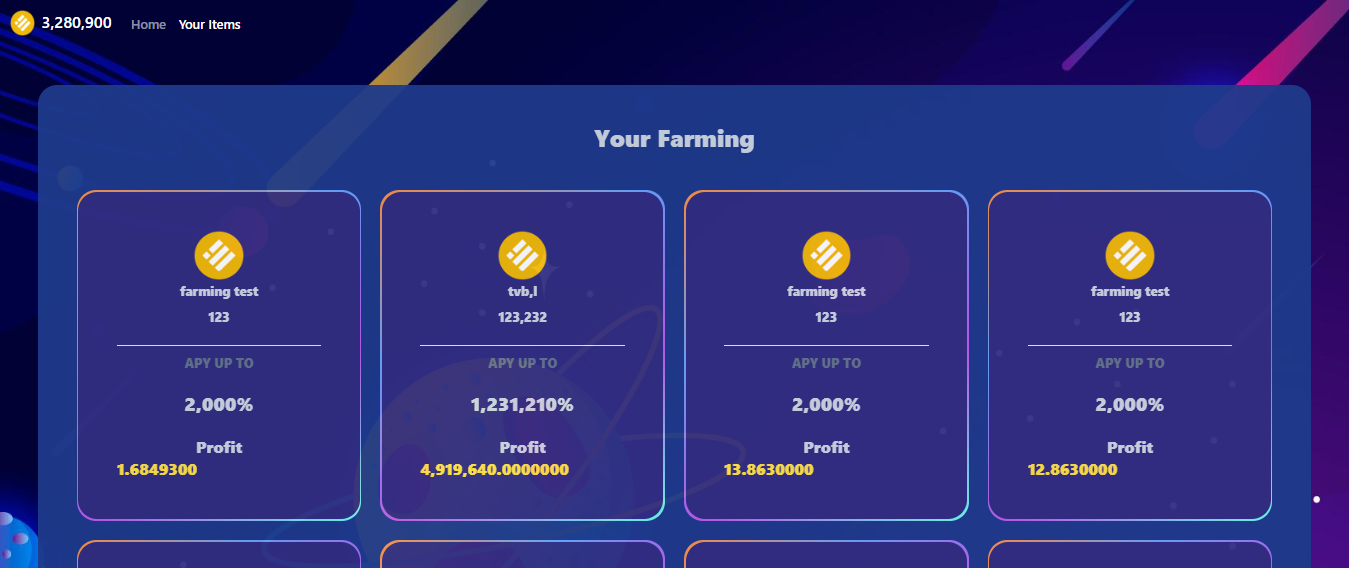 3,280,900 Home Your Items
Your Farming
farming test
123
APY UP TO
2,000%
Profit
1.6849300
tvb,l
123,232
APY UP TO
1,231,210%
Profit
4,919,640.0000000
farming test
123
APY UP TO
2,000%
Profit
13.8630000
farming test
123
APY UP TO
2,000%
Profit
12.8630000